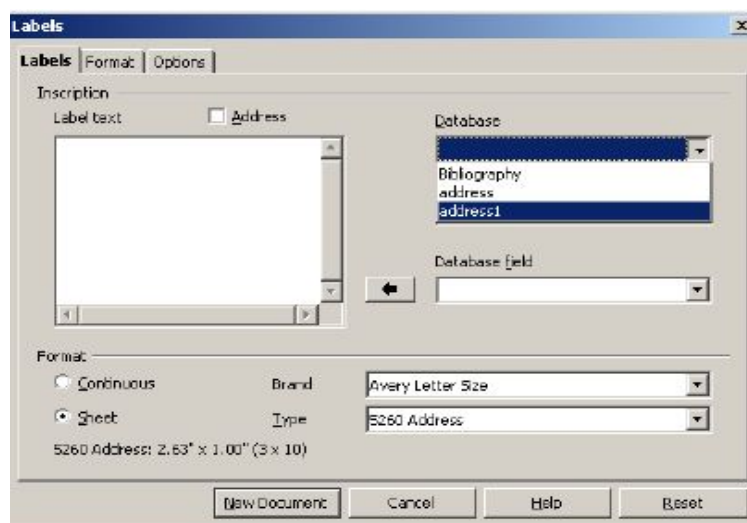 Labels
Labels Format Options
Inscription
Label text Address Database
Bibliography
address
address1
Database field
Format
Continuous Brand Avery Letter Size
Sheet Type 5260 Address
5260 Address: 2.63" x 1.00" (3 x 10)
New Document Cancel Help Reset